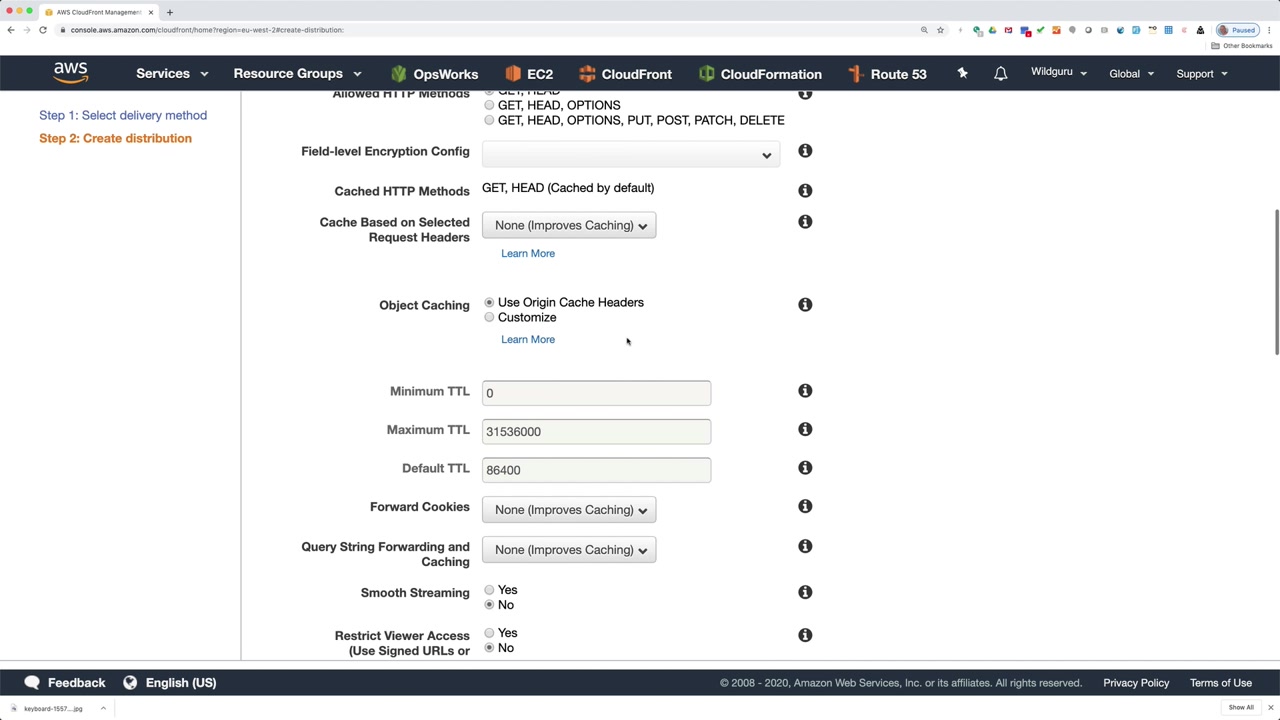 AWS CloudFront Managemen
console.aws.amazon.com/cloudfront/home?region=eu-west-2#create-distribution:
Paused
Other Bookmarks
aws
Services
Resource Groups
OpsWorks
EC2
CloudFront
CloudFormation
Route 53
Wildguru
Global
Support
Step 1: Select delivery method
Step 2: Create distribution
Allowed HTTP Methods
GET, HEAD
GET, HEAD, OPTIONS
GET, HEAD, OPTIONS, PUT, POST, PATCH, DELETE
Field-level Encryption Config
Cached HTTP Methods
GET, HEAD (Cached by default)
Cache Based on Selected
Request Headers
None (Improves Caching)
Learn More
Object Caching
Use Origin Cache Headers
Customize
Learn More
Minimum TTL
0
Maximum TTL
31536000
Default TTL
86400
Forward Cookies
None (Improves Caching)
Query String Forwarding and
Caching
None (Improves Caching)
Smooth Streaming
Yes
No
Restrict Viewer Access
(Use Signed URLs or
Yes
No
Feedback
English (US)
© 2008 - 2020, Amazon Web Services, Inc. or its affiliates. All rights reserved.
Privacy Policy
Terms of Use
keyboard-1557....jpg
Show All